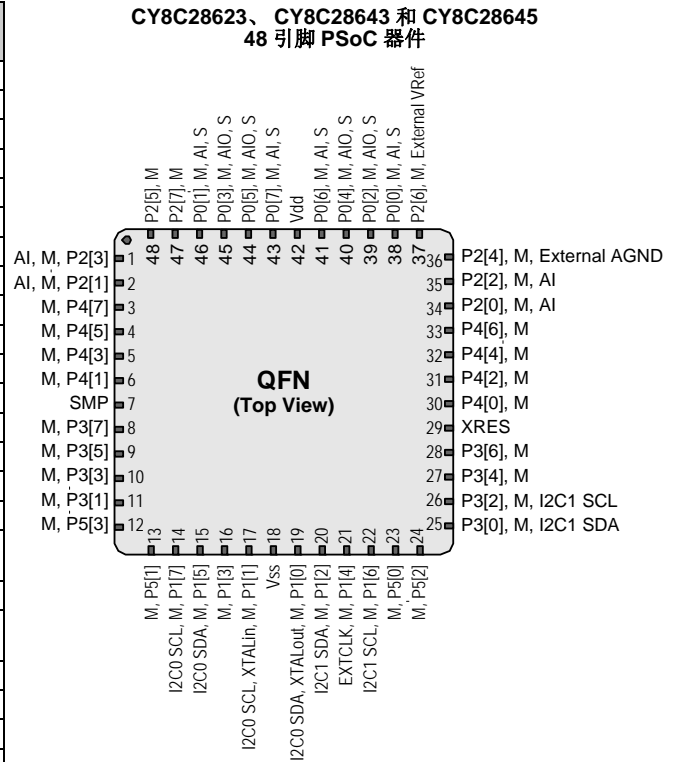 CY8C28623、 CY8C28643 和 CY8C28645
48 引脚 PSoC 器件
P2[5], M
P2[7], M
P0[1], M, AI, S
P0[3], M, AIO, S
P0[5], M, AIO, S
P0[7], M, AI, S
Vdd
P0[6], M, AI, S
P0[4], M, AIO, S
P0[2], M, AIO, S
P0[0], M, AI, S
P2[6], M, External VRef
48
47
46
45
44
43
42
41
40
39
38
37
AI, M, P2[3] 1
AI, M, P2[1] 2
M, P4[7] 3
M, P4[5] 4
M, P4[3] 5
M, P4[1] 6
SMP 7
M, P3[7] 8
M, P3[5] 9
M, P3[3] 10
M, P3[1] 11
M, P5[3] 12
QFN
(Top View)
36 P2[4], M, External AGND
35 P2[2], M, AI
34 P2[0], M, AI
33 P4[6], M
32 P4[4], M
31 P4[2], M
30 P4[0], M
29 XRES
28 P3[6], M
27 P3[4], M
26 P3[2], M, I2C1 SCL
25 P3[0], M, I2C1 SDA
13
14
15
16
17
18
19
20
21
22
23
24
M, P5[1]
I2C0 SCL, M, P1[7]
I2C0 SDA, M, P1[5]
M, P1[3]
I2C0 SCL, XTALin, M, P1[1]
Vss
I2C0 SDA, XTALout, M, P1[0]
I2C1 SDA, M, P1[2]
EXTCLK, M, P1[4]
I2C1 SCL, M, P1[6]
M, P5[0]
M, P5[2]